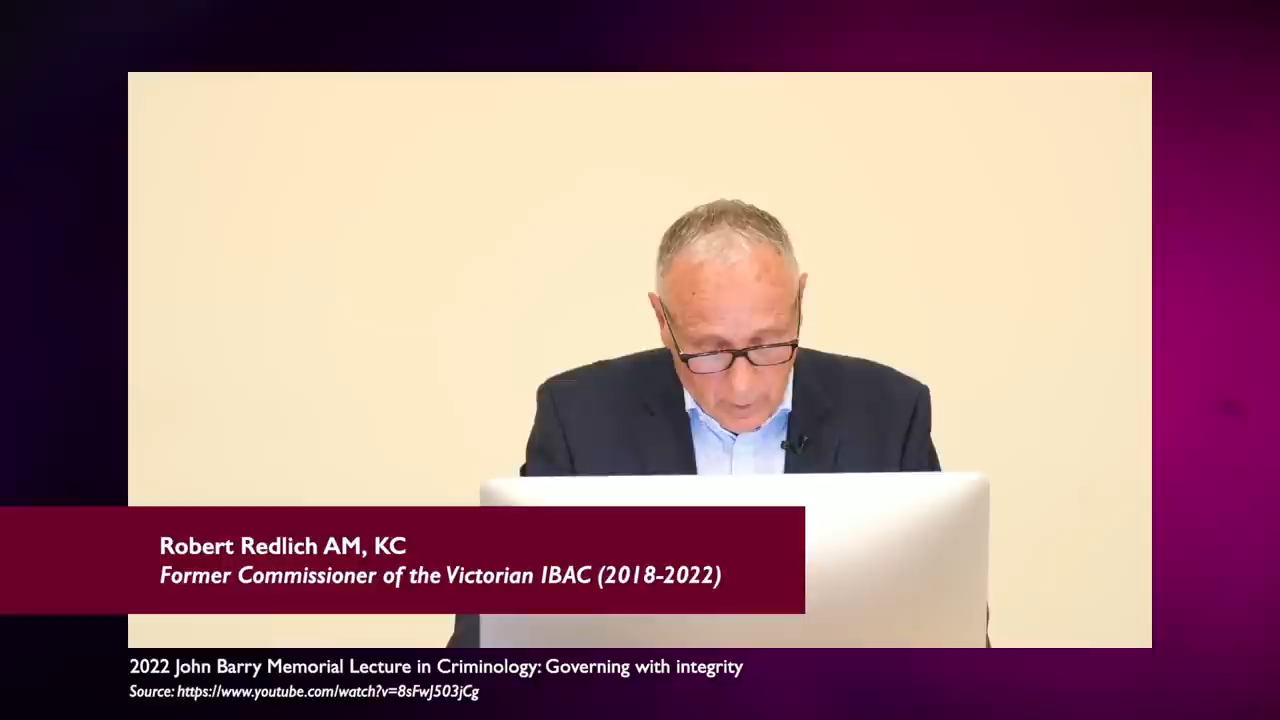 Robert Redlich AM, KC
Former Commissioner of the Victorian IBAC (2018-2022)
2022 John Barry Memorial Lecture in Criminology: Governing with integrity
Source: https://www.youtube.com/watch?v=8sFwJ503jCg